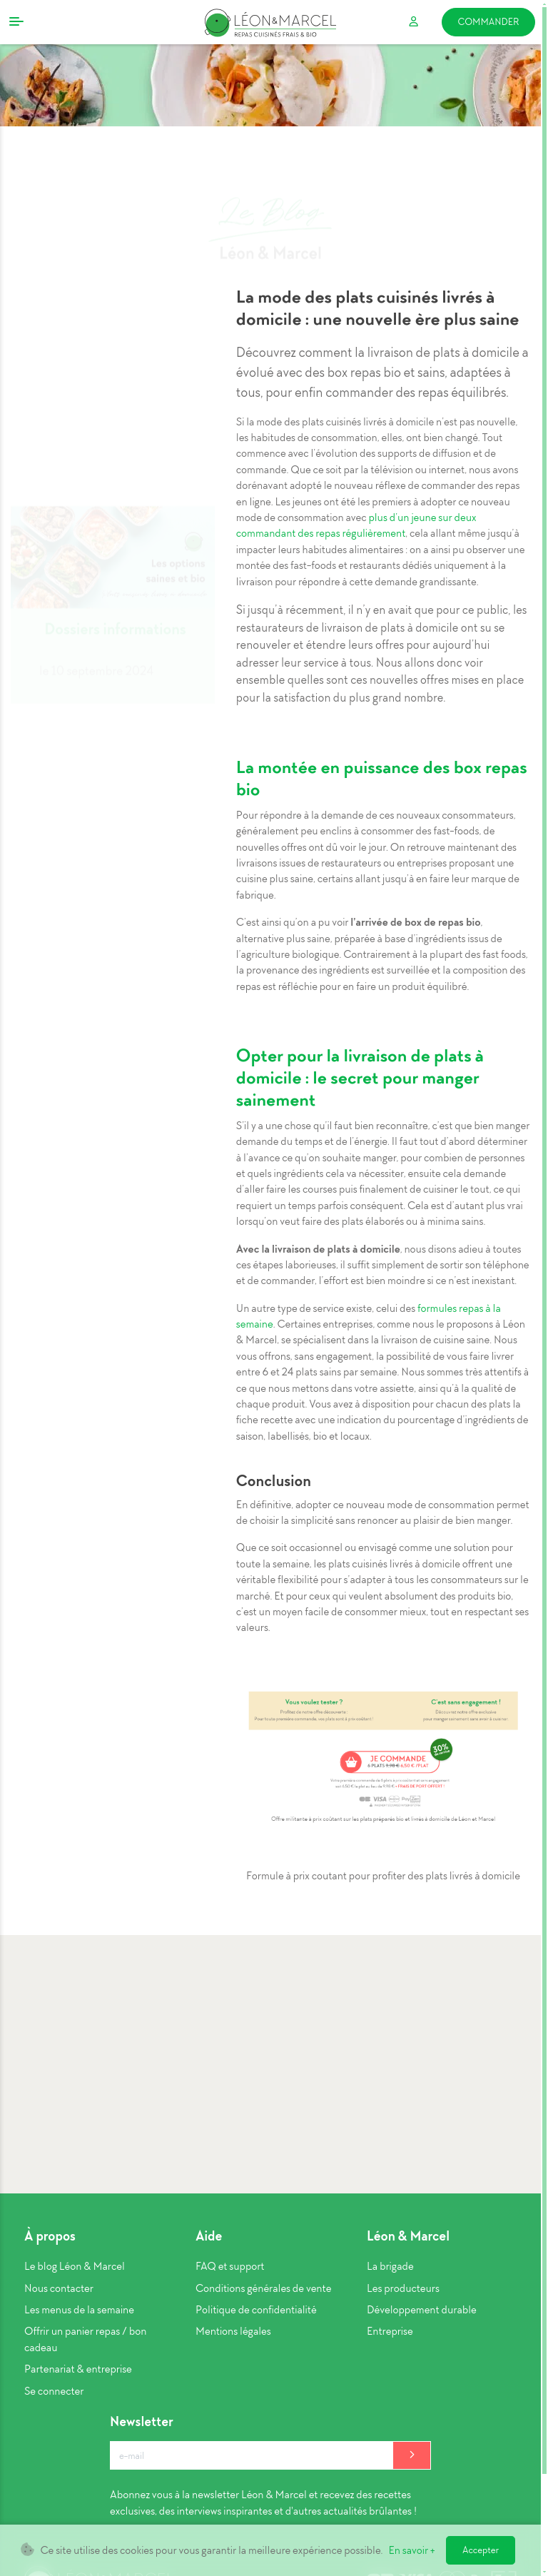 LÉON&MARCEL
REPAS CUISINÉS FRAIS & BIO
COMMANDER
Le Blog
Léon & Marcel
La mode des plats cuisinés livrés à
domicile : une nouvelle ère plus saine
Découvrez comment la livraison de plats à domicile a
évolué avec des box repas bio et sains, adaptées à
tous, pour enfin commander des repas équilibrés.
Si la mode des plats cuisinés livrés à domicile n'est pas nouvelle,
les habitudes de consommation, elles, ont bien changé. Tout
commence avec l'évolution des supports de diffusion et de
commande. Que ce soit par la télévision ou internet, nous avons
dorénavant adopté le nouveau réflexe de commander des repas
en ligne. Les jeunes ont été les premiers à adopter ce nouveau
mode de consommation avec plus d'un jeune sur deux
commandant des repas régulièrement, cela allant même jusqu'à
impacter leurs habitudes alimentaires : on a ainsi pu observer une
montée des fast-foods et restaurants dédiés uniquement à la
livraison pour répondre à cette demande grandissante.
Les options
saines et bio
Dossiers informations
le 10 septembre 2024
Si jusqu'à récemment, il n'y en avait que pour ce public, les
restaurateurs de livraison de plats à domicile ont su se
renouveler et étendre leurs offres pour aujourd'hui
adresser leur service à tous. Nous allons donc voir
ensemble quelles sont ces nouvelles offres mises en place
pour la satisfaction du plus grand nombre.
La montée en puissance des box repas
bio
Pour répondre à la demande de ces nouveaux consommateurs,
généralement peu enclins à consommer des fast-foods, de
nouvelles offres ont dû voir le jour. On retrouve maintenant des
livraisons issues de restaurateurs ou entreprises proposant une
cuisine plus saine, certains allant jusqu'à en faire leur marque de
fabrique.
C'est ainsi qu'on a pu voir l'arrivée de box de repas bio,
alternative plus saine, préparée à base d'ingrédients issus de
l'agriculture biologique. Contrairement à la plupart des fast foods,
la provenance des ingrédients est surveillée et la composition des
repas est réfléchie pour en faire un produit équilibré.
Opter pour la livraison de plats à
domicile : le secret pour manger
sainement
S'il y a une chose qu'il faut bien reconnaître, c'est que bien manger
demande du temps et de l'énergie. Il faut tout d'abord déterminer
à l'avance ce qu'on souhaite manger, pour combien de personnes
et quels ingrédients cela va nécessiter, ensuite cela demande
d'aller faire les courses puis finalement de cuisiner le tout, ce qui
requiert un temps parfois conséquent. Cela est d'autant plus vrai
lorsqu'on veut faire des plats élaborés ou à minima sains.
Avec la livraison de plats à domicile, nous disons adieu à toutes
ces étapes laborieuses, il suffit simplement de sortir son téléphone
et de commander, l'effort est bien moindre si ce n'est inexistant.
Un autre type de service existe, celui des formules repas à la
semaine. Certaines entreprises, comme nous le proposons à Léon
& Marcel, se spécialisent dans la livraison de cuisine saine. Nous
vous offrons, sans engagement, la possibilité de vous faire livrer
entre 6 et 24 plats sains par semaine. Nous sommes très attentifs à
ce que nous mettons dans votre assiette, ainsi qu'à la qualité de
chaque produit. Vous avez à disposition pour chacun des plats la
fiche recette avec une indication du pourcentage d'ingrédients de
saison, labellisés, bio et locaux.
Conclusion
En définitive, adopter ce nouveau mode de consommation permet
de choisir la simplicité sans renoncer au plaisir de bien manger.
Que ce soit occasionnel ou envisagé comme une solution pour
toute la semaine, les plats cuisinés livrés à domicile offrent une
véritable flexibilité pour s'adapter à tous les consommateurs sur le
marché. Et pour ceux qui veulent absolument des produits bio,
c'est un moyen facile de consommer mieux, tout en respectant ses
valeurs.
Vous voulez tester ?
C'est sans engagement !
Profitez de notre offre découverte
Découvrez notre offre exclusive
30%
JE COMMANDE
Offre militante à prix coûtant sur les plats préparés bio et livrés à domicile de Léon et Marcel
Formule à prix coutant pour profiter des plats livrés à domicile
À propos
Le blog Léon & Marcel
Nous contacter
Les menus de la semaine
Offrir un panier repas / bon
cadeau
Partenariat & entreprise
Se connecter
Aide
FAQ et support
Conditions générales de vente
Politique de confidentialité
Mentions légales
Léon & Marcel
La brigade
Les producteurs
Développement durable
Entreprise
Newsletter
e-mail
Abonnez vous à la newsletter Léon & Marcel et recevez des recettes
exclusives, des interviews inspirantes et d'autres actualités brûlantes !
Ce site utilise des cookies pour vous garantir la meilleure expérience possible. En savoir +
Accepter